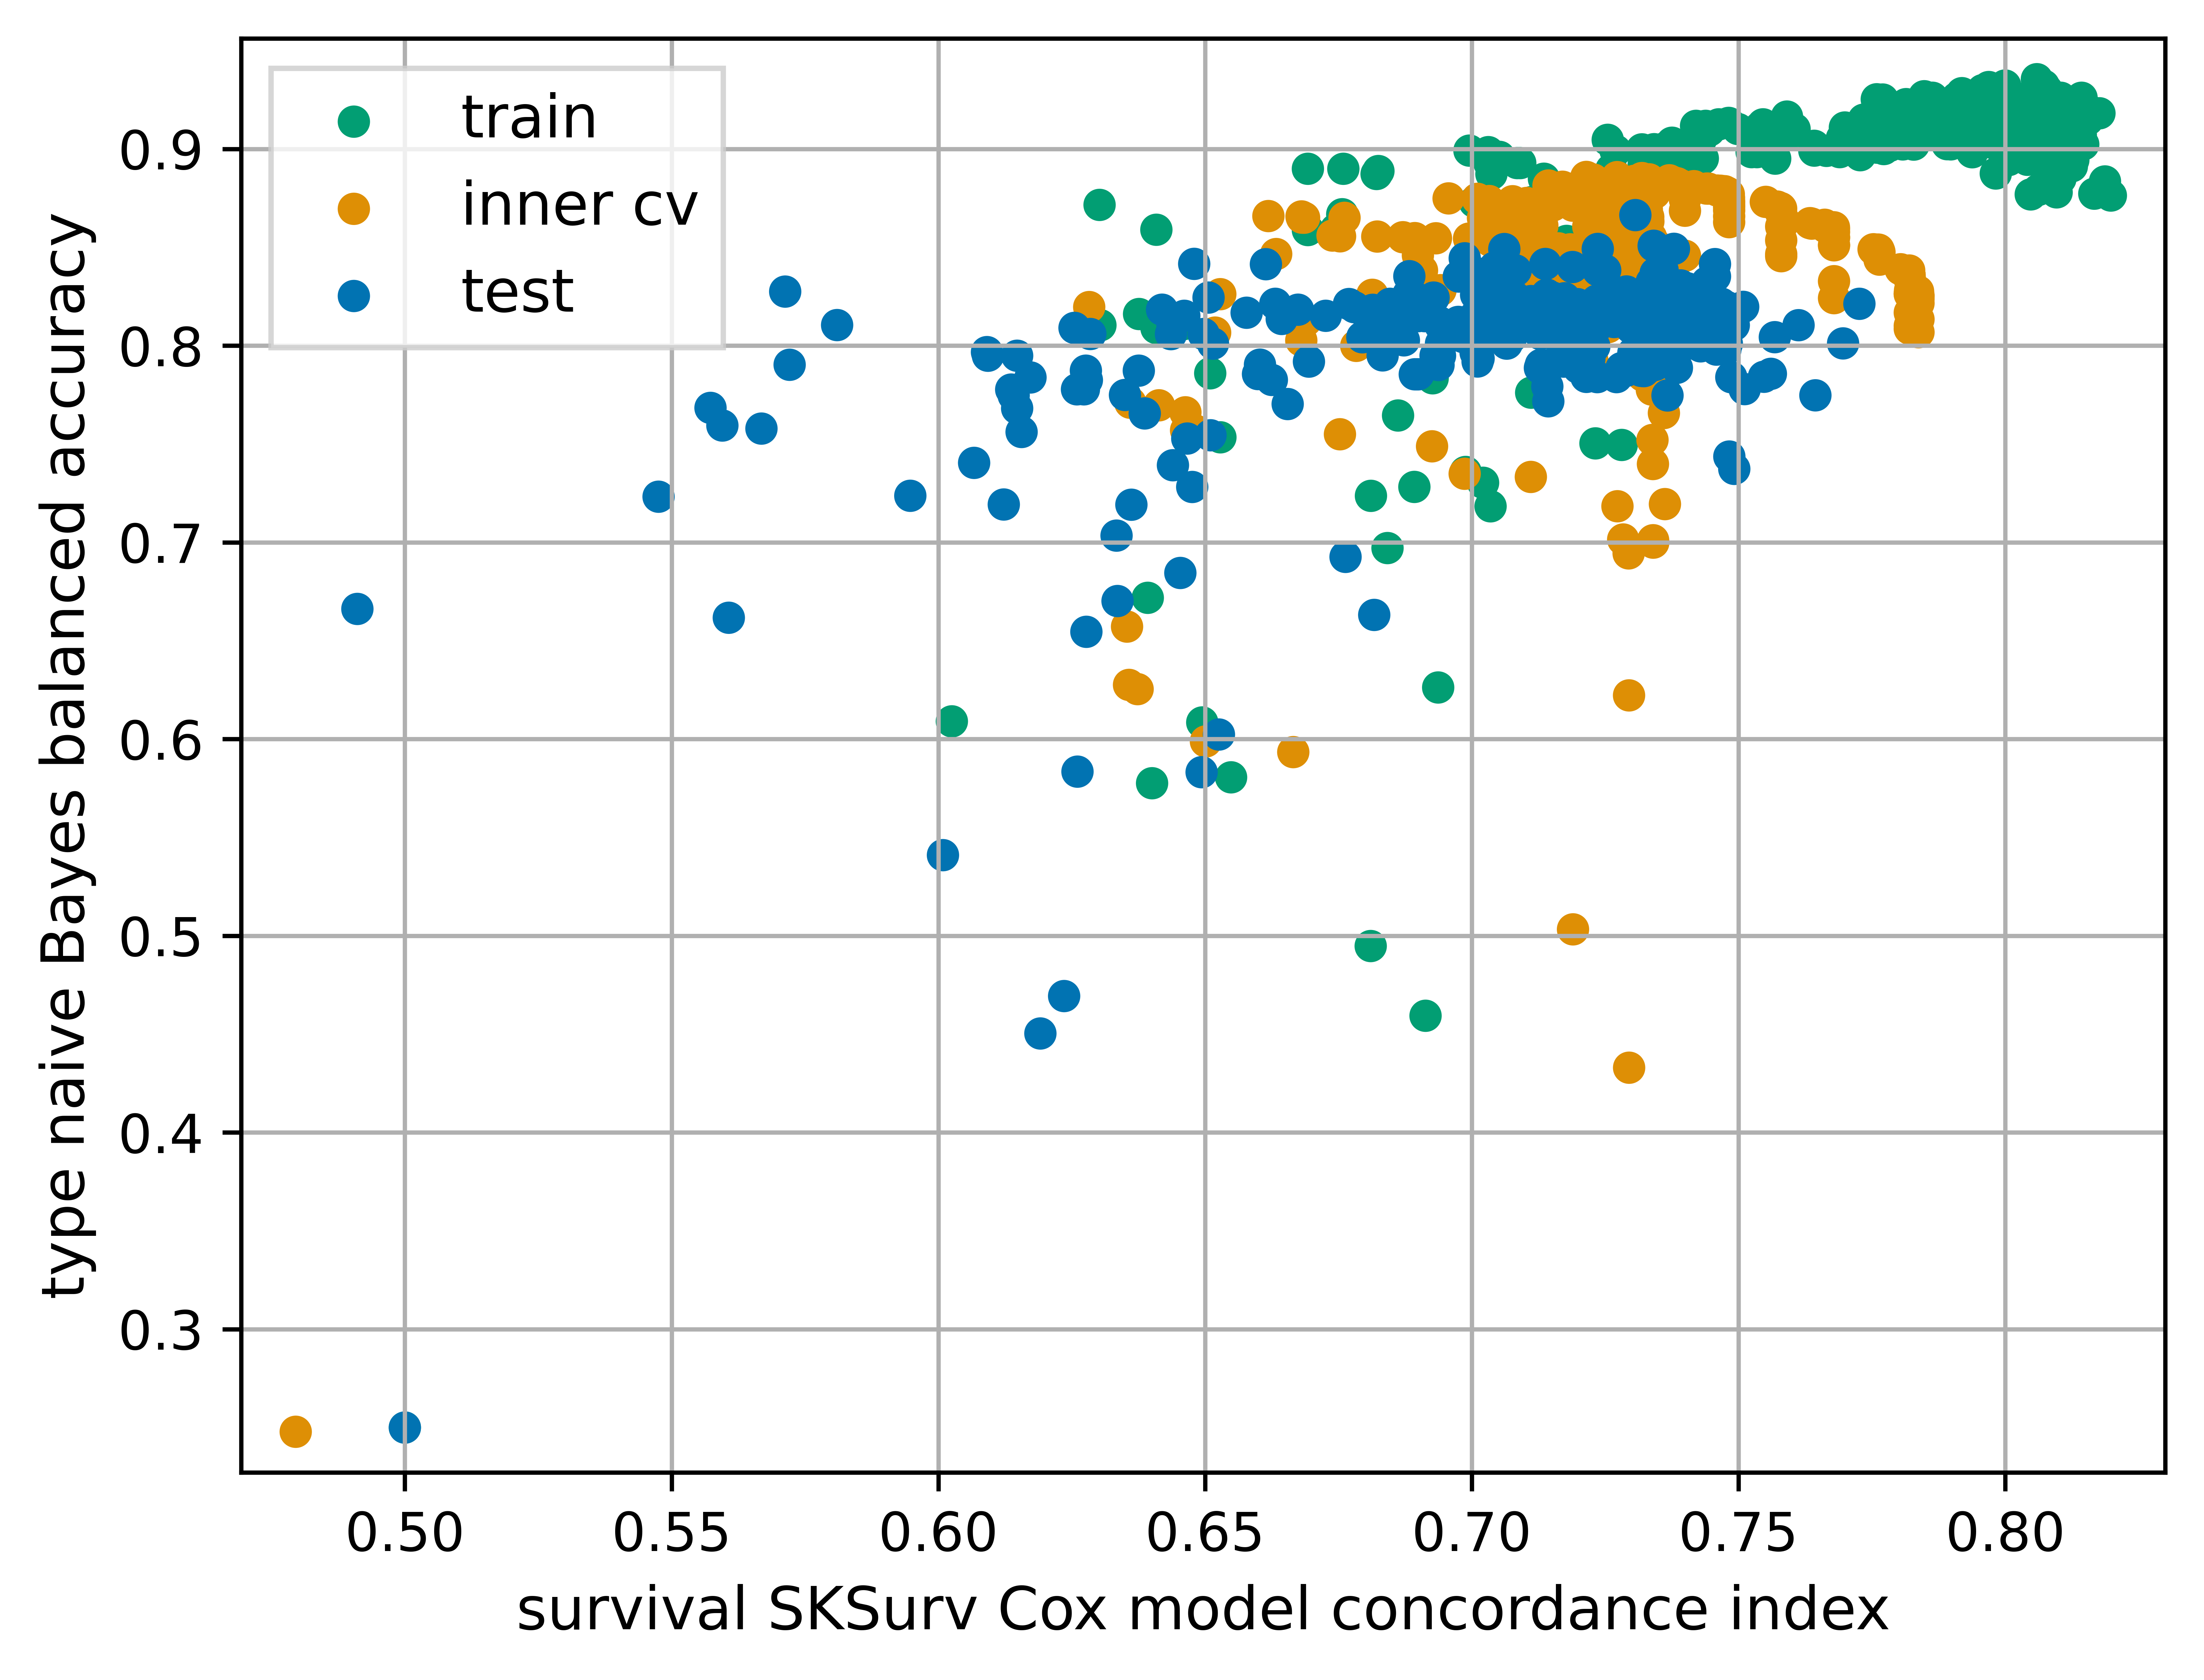 train
inner cv
test
0.9
0.8
0.7
0.6
0.5
0.4
0.3
type naive Bayes balanced accuracy
0.50 0.55 0.60 0.65 0.70 0.75 0.80
survival SKSurv Cox model concordance index